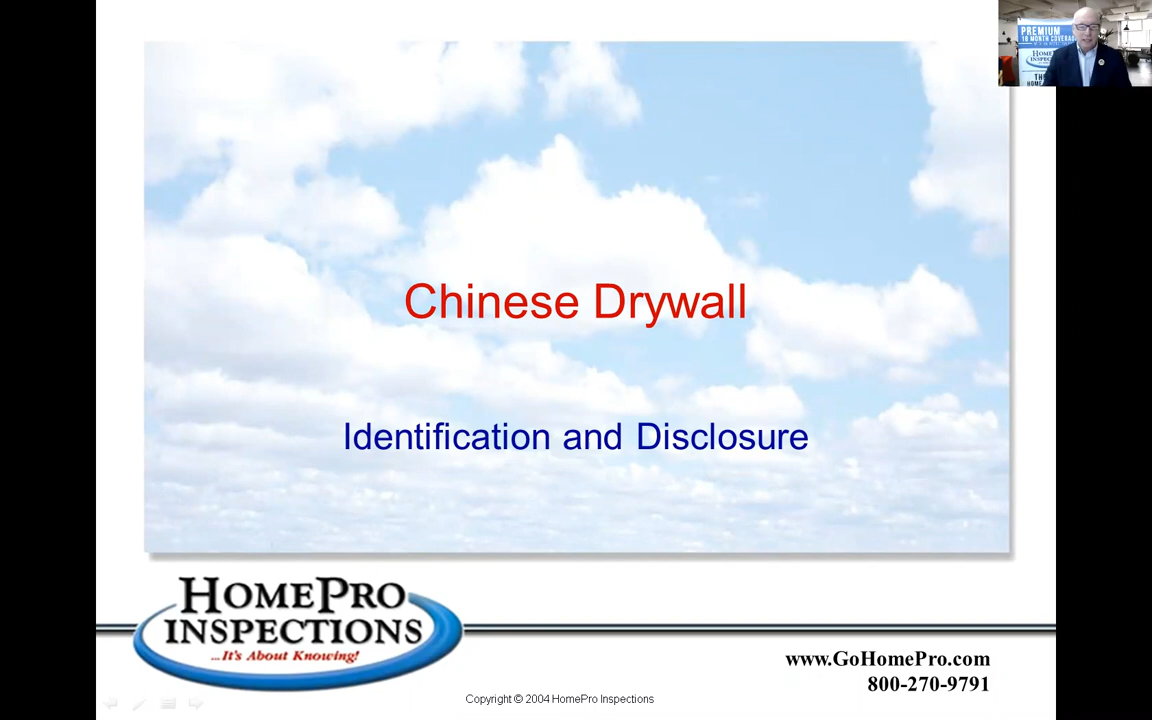 PREMIUM
Chinese Drywall
Identification and Disclosure
HOMEPRO
INSPECTIONS
...It's About Knowing!
www.GoHomePro.com
800-270-9791
Copyright © 2004 HomePro Inspections